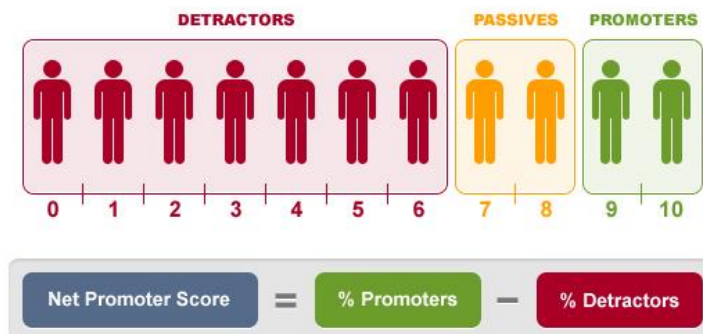 DETRACTORS PASSIVES PROMOTERS
0 1 2 3 4 5 6 7 8 9 10
Net Promoter Score = % Promoters − % Detractors